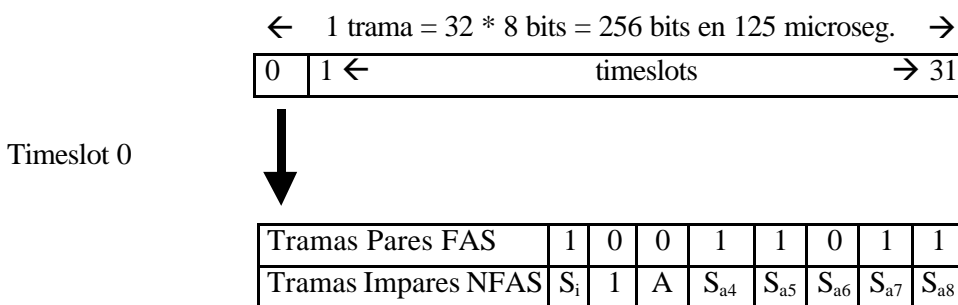 ← 1 trama = 32 * 8 bits = 256 bits en 125 microseg. →
0 1 ← timeslots → 31
Timeslot 0
Tramas Pares FAS 1 0 0 1 1 0 1 1
Tramas Impares NFAS Si 1 A Sa4 Sa5 Sa6 Sa7 Sa8